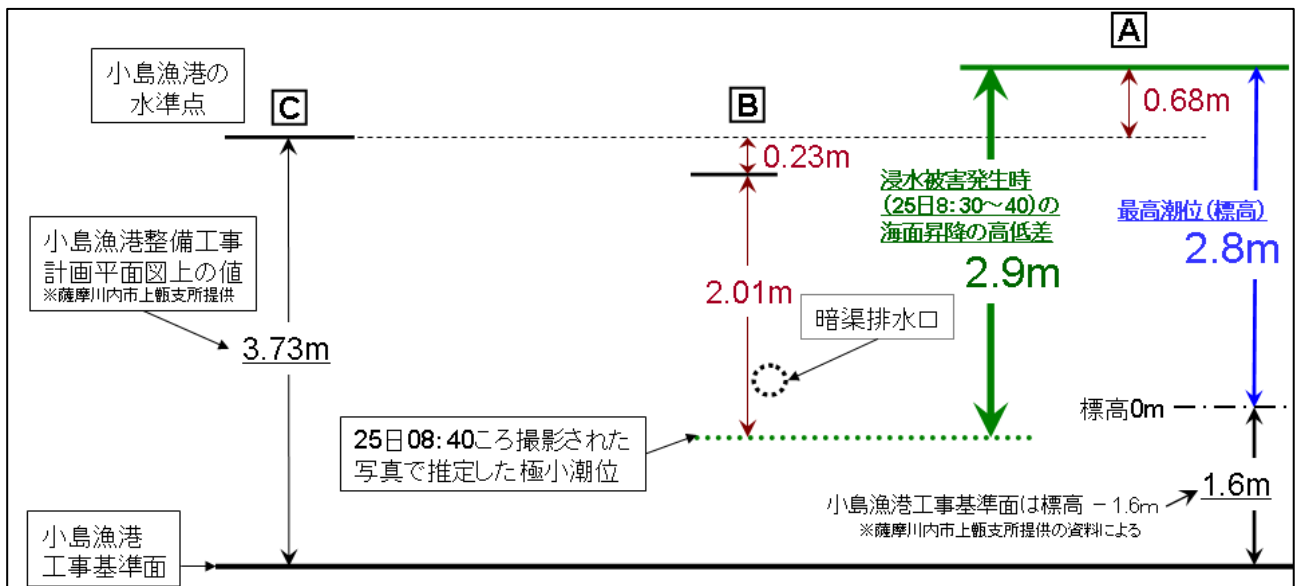 A
小島漁港の
水準点
C
B
0.68m
0.23m
浸水被害発生時
(25日8:30～40)の
海面昇降の高低差
2.9m
最高潮位(標高)
2.8m
小島漁港整備工事
計画平面図上の値
※薩摩川内市上甑支所提供
3.73m
2.01m
暗渠排水口
標高0m
25日08:40ころ撮影された
写真で推定した極小潮位
小島漁港工事基準面は標高 －1.6m
※薩摩川内市上甑支所提供の資料による
1.6m
小島漁港
工事基準面